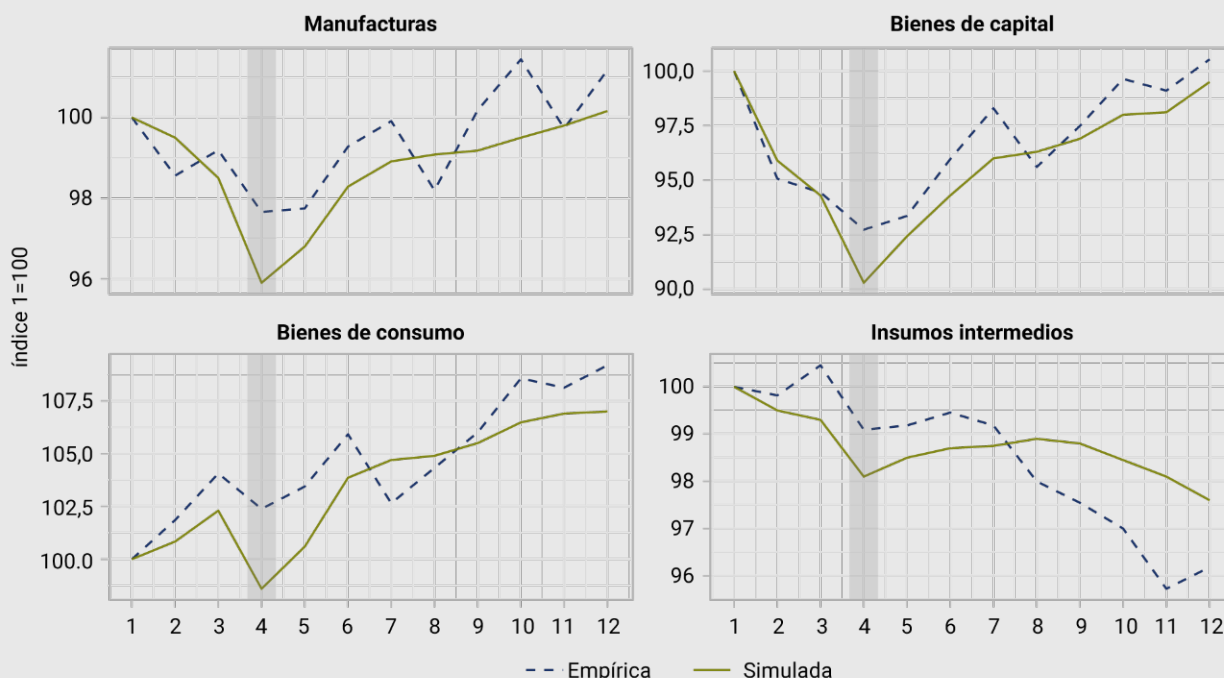 Manufacturas
100
98
96
Bienes de capital
100,0
97,5
95,0
92,5
90,0
índice 1=100
Bienes de consumo
107,5
105,0
102,5
100.0
1 2 3 4 5 6 7 8 9 10 11 12
Insumos intermedios
100
99
98
97
96
1 2 3 4 5 6 7 8 9 10 11 12
Empírica Simulada